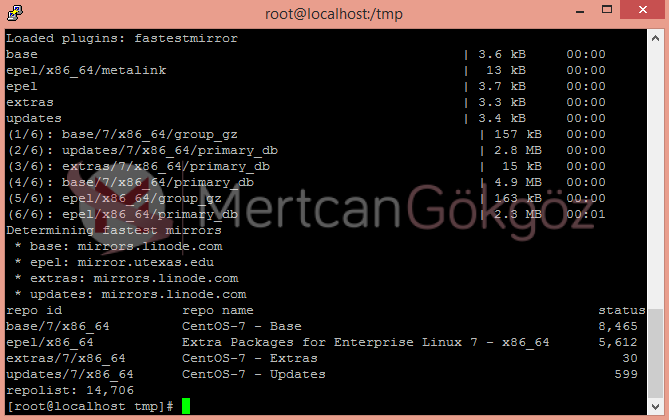 root@localhost:/tmp
Loaded plugins: fastestmirror
base | 3.6 kB 00:00
epel/x86_64/metalink | 13 kB 00:00
epel | 3.7 kB 00:00
extras | 3.3 kB 00:00
updates | 3.4 kB 00:00
(1/6): base/7/x86_64/group_gz | 157 kB 00:00
(2/6): updates/7/x86_64/primary_db | 2.8 MB 00:00
(3/6): extras/7/x86_64/primary_db | 15 kB 00:00
(4/6): base/7/x86_64/primary_db | 4.9 MB 00:00
(5/6): epel/x86_64/group_gz | 163 kB 00:00
(6/6): epel/x86_64/primary_db | 2.3 MB 00:01
MertcanGökgöz
Determining fastest mirrors
* base: mirrors.linode.com
* epel: mirror.utexas.edu
* extras: mirrors.linode.com
* updates: mirrors.linode.com
repo id repo name status
base/7/x86_64 CentOS-7 - Base 8,465
epel/x86_64 Extra Packages for Enterprise Linux 7 - x86_64 5,612
extras/7/x86_64 CentOS-7 - Extras 30
updates/7/x86_64 CentOS-7 - Updates 599
repolist: 14,706
[root@localhost tmp]#